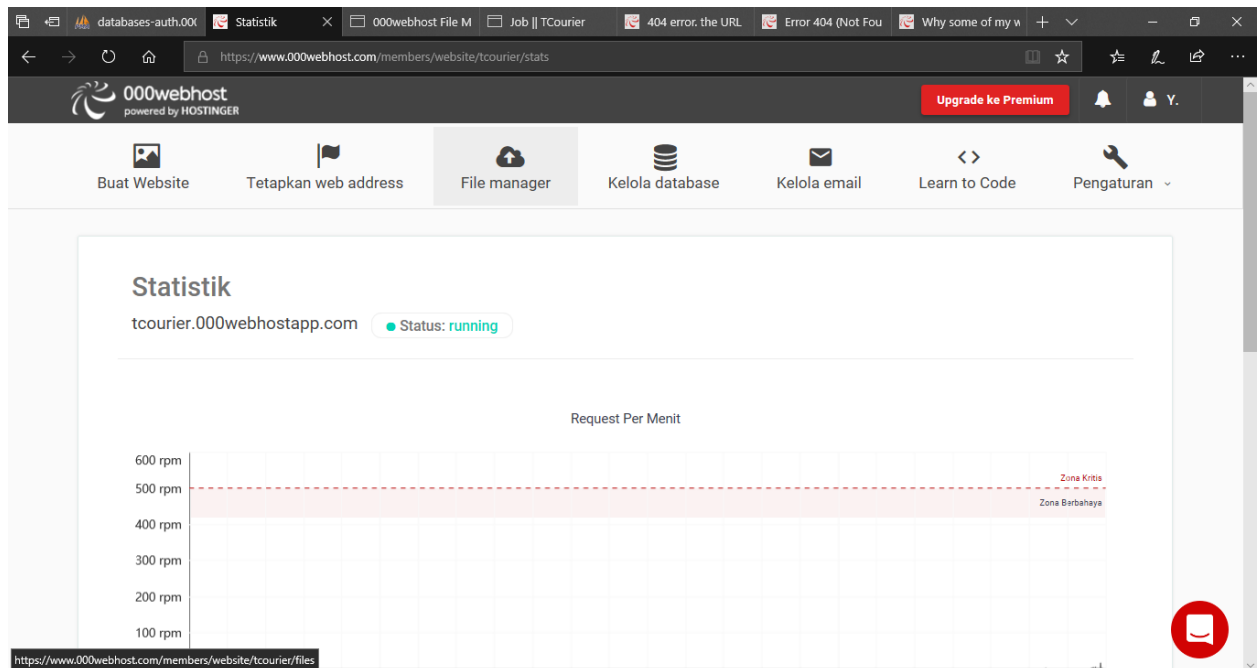 databases-auth.00(
Statistik
000webhost File M
Job || TCourier
404 error. the URL
Error 404 (Not Fou
Why some of my w
https://www.000webhost.com/members/website/tcourier/stats
000webhost
powered by HOSTINGER
Upgrade ke Premium
Y.
Buat Website
Tetapkan web address
File manager
Kelola database
Kelola email
Learn to Code
Pengaturan
Statistik
tcourier.000webhostapp.com
Status: running
Request Per Menit
600 rpm
Zona Kritis
500 rpm
Zona Berbahaya
400 rpm
300 rpm
200 rpm
100 rpm
https://www.000webhost.com/members/website/tcourier/files